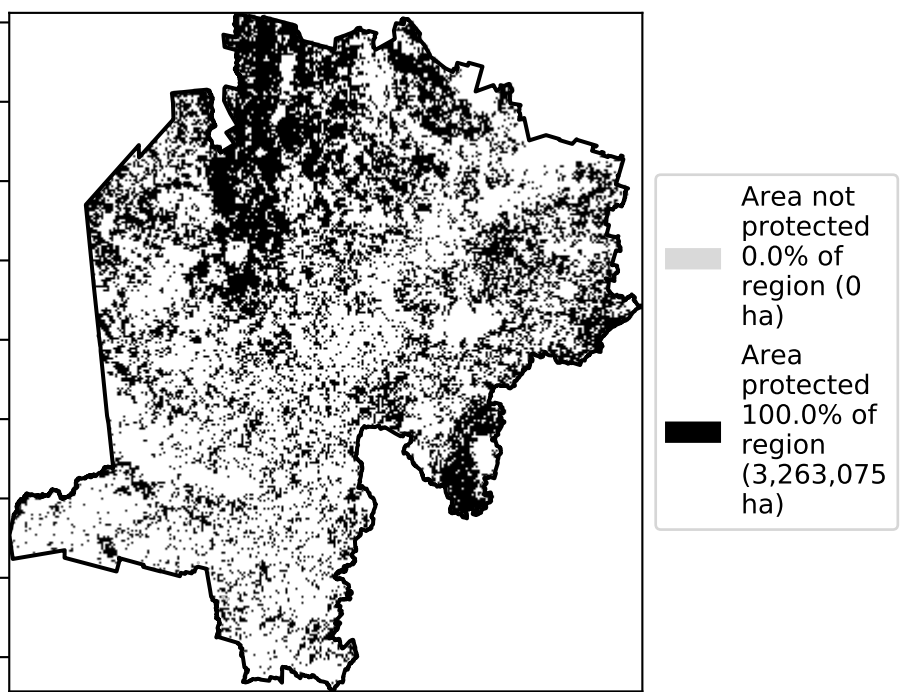 Area not
protected
0.0% of
region (0
ha)
Area
protected
100.0% of
region
(3,263,075
ha)